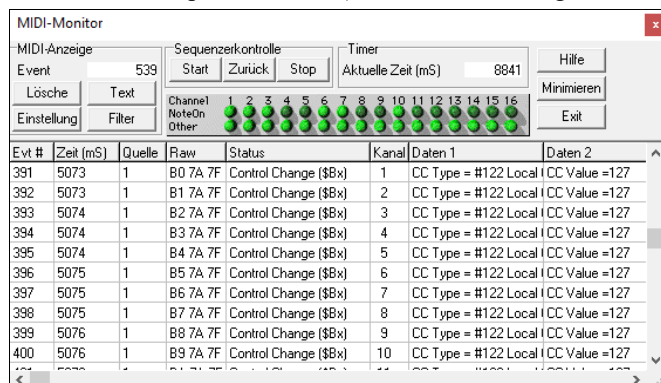 MIDI-Monitor x
MIDI-Anzeige Sequenzerkontrolle Timer
Event 539 Start Zurück Stop Aktuelle Zeit (mS) 8841 Hilfe
Lösche Text Minimieren
Channel 1 2 3 4 5 6 7 8 9 10 11 12 13 14 15 16
Einstellung Filter NoteOn Exit
Other
Evt # Zeit (mS) Quelle Raw Status Kanal Daten 1 Daten 2
391 5073 1 B0 7A 7F Control Change ($Bx) 1 CC Type = #122 Local CC Value =127
392 5073 1 B1 7A 7F Control Change ($Bx) 2 CC Type = #122 Local CC Value =127
393 5074 1 B2 7A 7F Control Change ($Bx) 3 CC Type = #122 Local CC Value =127
394 5074 1 B3 7A 7F Control Change ($Bx) 4 CC Type = #122 Local CC Value =127
395 5074 1 B4 7A 7F Control Change ($Bx) 5 CC Type = #122 Local CC Value =127
396 5075 1 B5 7A 7F Control Change ($Bx) 6 CC Type = #122 Local CC Value =127
397 5075 1 B6 7A 7F Control Change ($Bx) 7 CC Type = #122 Local CC Value =127
398 5075 1 B7 7A 7F Control Change ($Bx) 8 CC Type = #122 Local CC Value =127
399 5076 1 B8 7A 7F Control Change ($Bx) 9 CC Type = #122 Local CC Value =127
400 5076 1 B9 7A 7F Control Change ($Bx) 10 CC Type = #122 Local CC Value =127